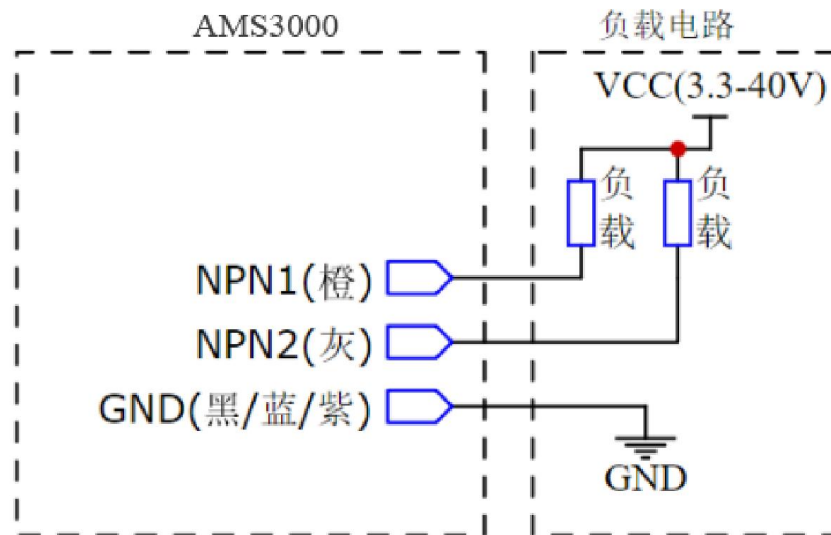 AMS3000
负载电路
VCC(3.3-40V)
负载
负载
NPN1(橙)
NPN2(灰)
GND(黑/蓝/紫)
GND